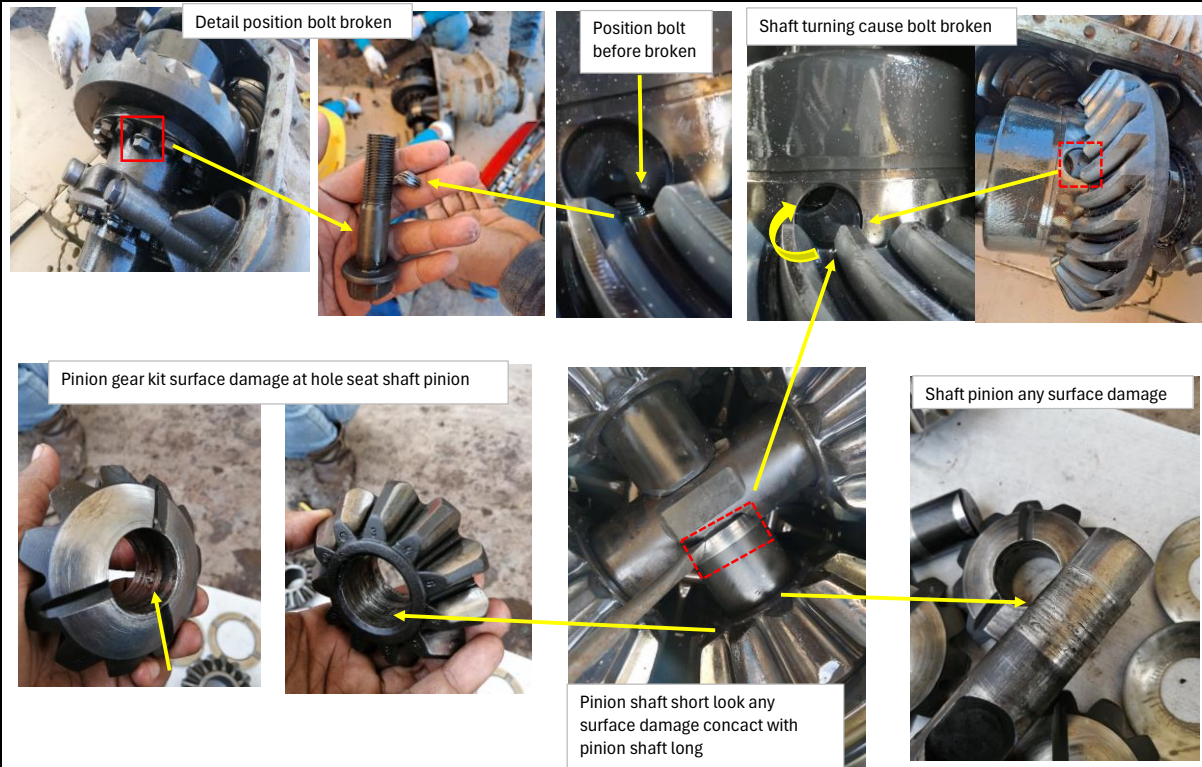 Detail position bolt broken
Position bolt
before broken
Shaft turning cause bolt broken
Pinion gear kit surface damage at hole seat shaft pinion
Shaft pinion any surface damage
Pinion shaft short look any
surface damage concact with
pinion shaft long